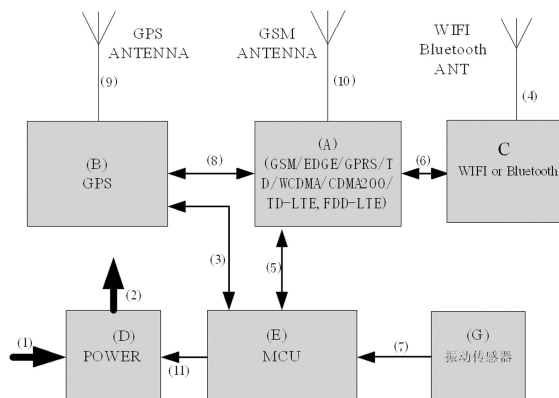 GPS
ANTENNA
GSM
ANTENNA
WIFI
Bluetooth
ANT
(9)
(10)
(4)
(B)
GPS
(8)
(A)
(GSM/EDGE/GPRS/T
D/WCDMA/CDMA200/
TD-LTE, FDD-LTE)
(6)
C
WIFI or Bluetooth
(3)
(5)
(2)
(1)
(D)
POWER
(11)
(E)
MCU
(7)
(G)
振动传感器